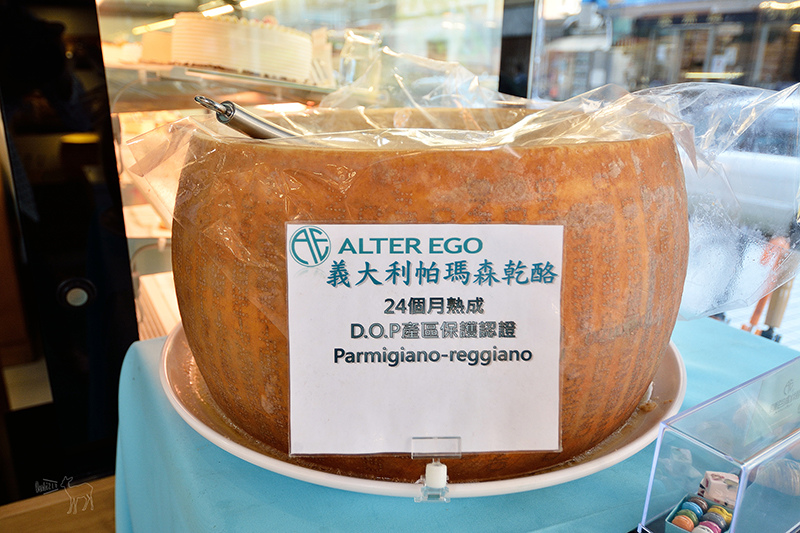 AE ALTER EGO
義大利帕瑪森乾酪
24個月熟成
D.O.P產區保護認證
Parmigiano-reggiano